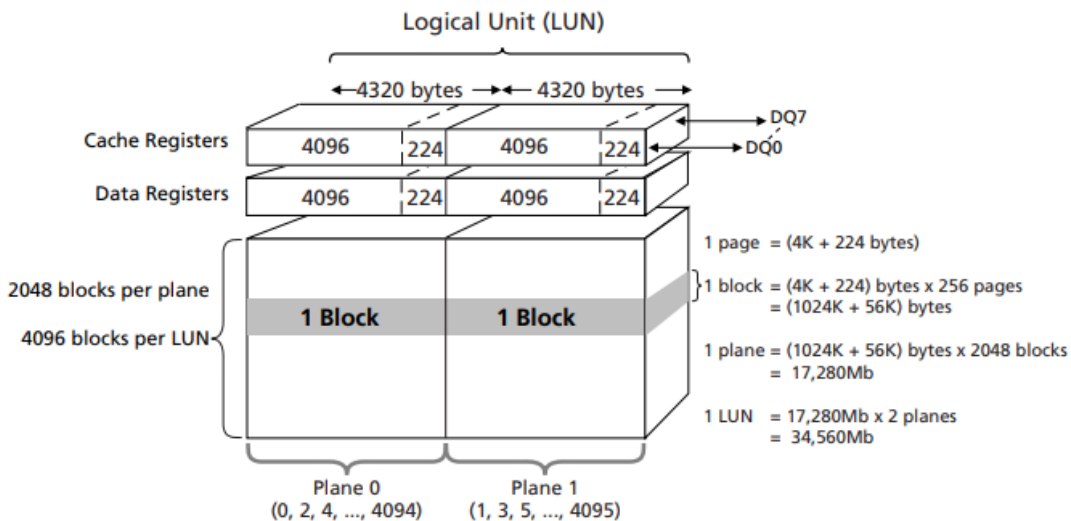 Logical Unit (LUN)
4320 bytes 4320 bytes
DQ7
DQ0
Cache Registers 4096 224 4096 224
Data Registers 4096 224 4096 224
1 page = (4K + 224 bytes)
2048 blocks per plane
4096 blocks per LUN
1 Block 1 Block
1 block = (4K + 224) bytes x 256 pages
= (1024K + 56K) bytes
1 plane = (1024K + 56K) bytes x 2048 blocks
= 17,280Mb
1 LUN = 17,280Mb x 2 planes
= 34,560Mb
Plane 0
(0, 2, 4, ..., 4094)
Plane 1
(1, 3, 5, ..., 4095)